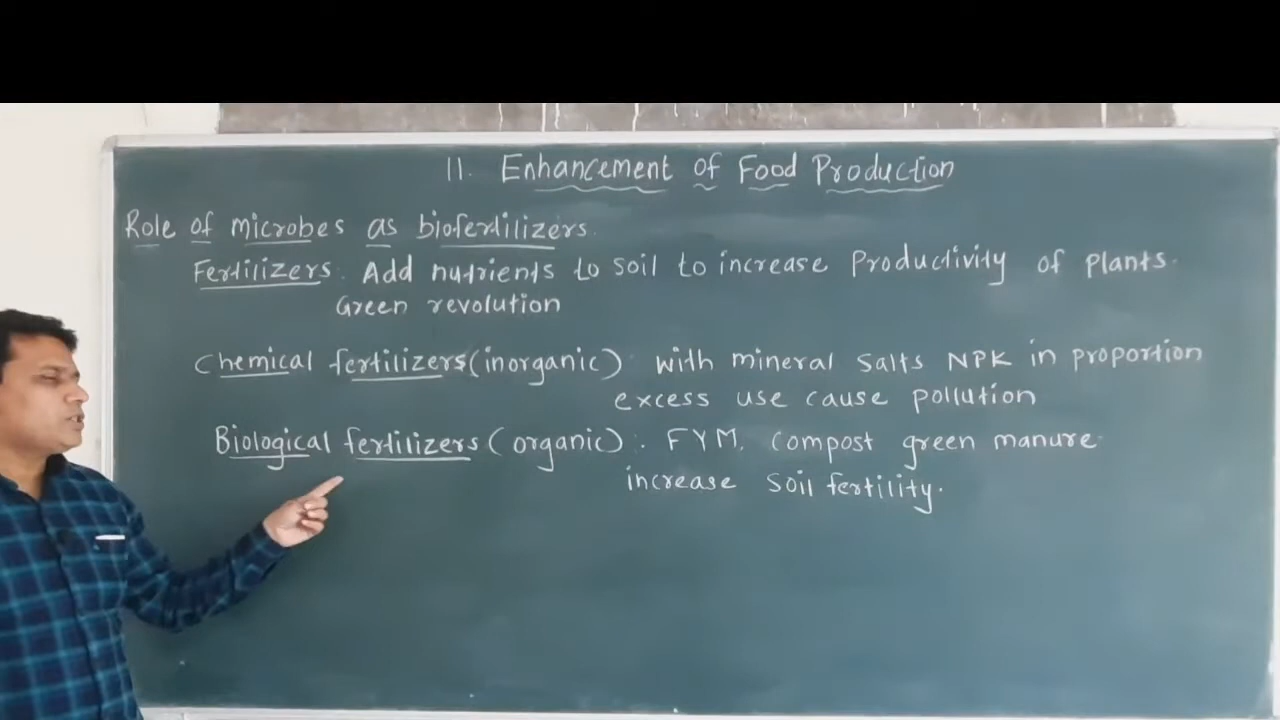 11. Enhancement of Food Production
Role of microbes as biofertilizers.
Fertilizers. Add nutrients to soil to increase Productivity of plants.
Green revolution
Chemical fertilizers (inorganic) with mineral salts NPK in proportion
excess use cause pollution
Biological fertilizers (organic): FYM, compost green manure
increase soil fertility.